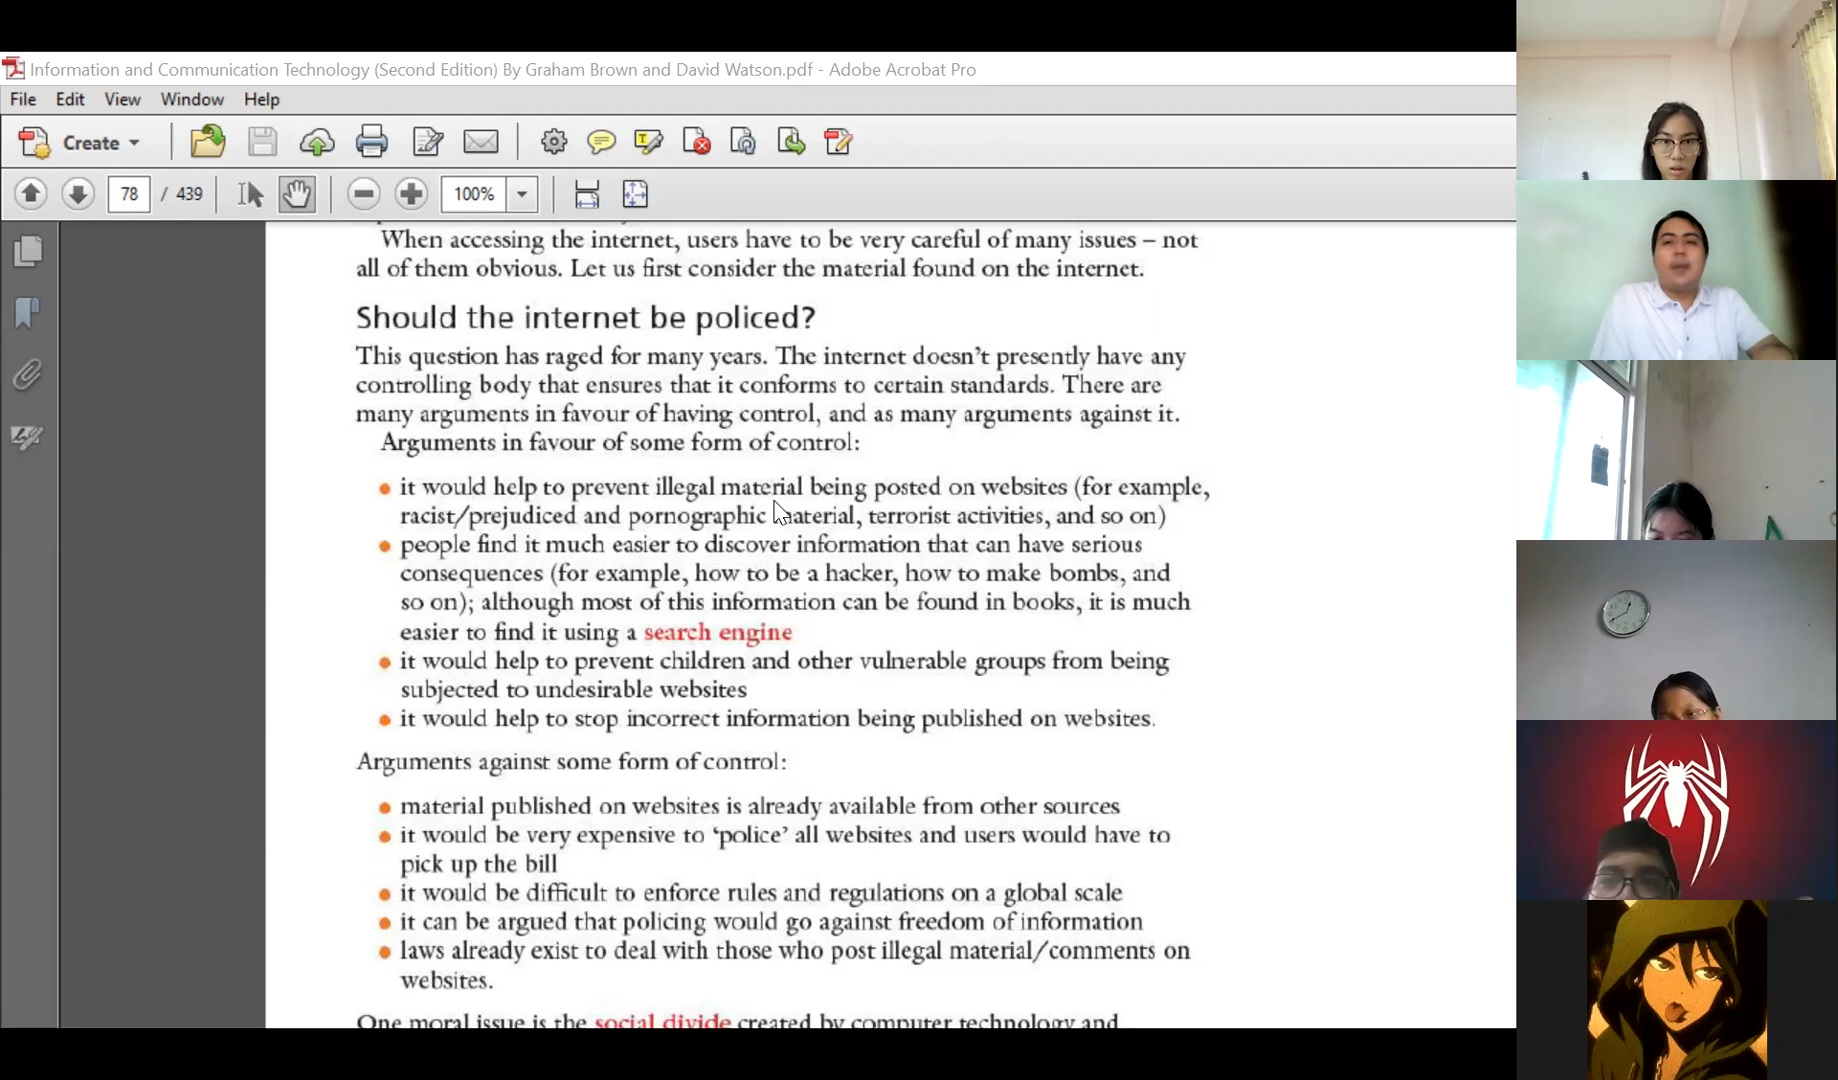 Information and Communication Technology (Second Edition) By Graham Brown and David Watson.pdf - Adobe Acrobat Pro
File Edit View Window Help
Create
78 / 439 100%
When accessing the internet, users have to be very careful of many issues – not
all of them obvious. Let us first consider the material found on the internet.
Should the internet be policed?
This question has raged for many years. The internet doesn't presently have any
controlling body that ensures that it conforms to certain standards. There are
many arguments in favour of having control, and as many arguments against it.
Arguments in favour of some form of control:
● it would help to prevent illegal material being posted on websites (for example,
racist/prejudiced and pornographic material, terrorist activities, and so on)
● people find it much easier to discover information that can have serious
consequences (for example, how to be a hacker, how to make bombs, and
so on); although most of this information can be found in books, it is much
easier to find it using a search engine
● it would help to prevent children and other vulnerable groups from being
subjected to undesirable websites
● it would help to stop incorrect information being published on websites.
Arguments against some form of control:
● material published on websites is already available from other sources
● it would be very expensive to ‘police’ all websites and users would have to
pick up the bill
● it would be difficult to enforce rules and regulations on a global scale
● it can be argued that policing would go against freedom of information
● laws already exist to deal with those who post illegal material/comments on
websites.
One moral issue is the social divide created by computer technology and